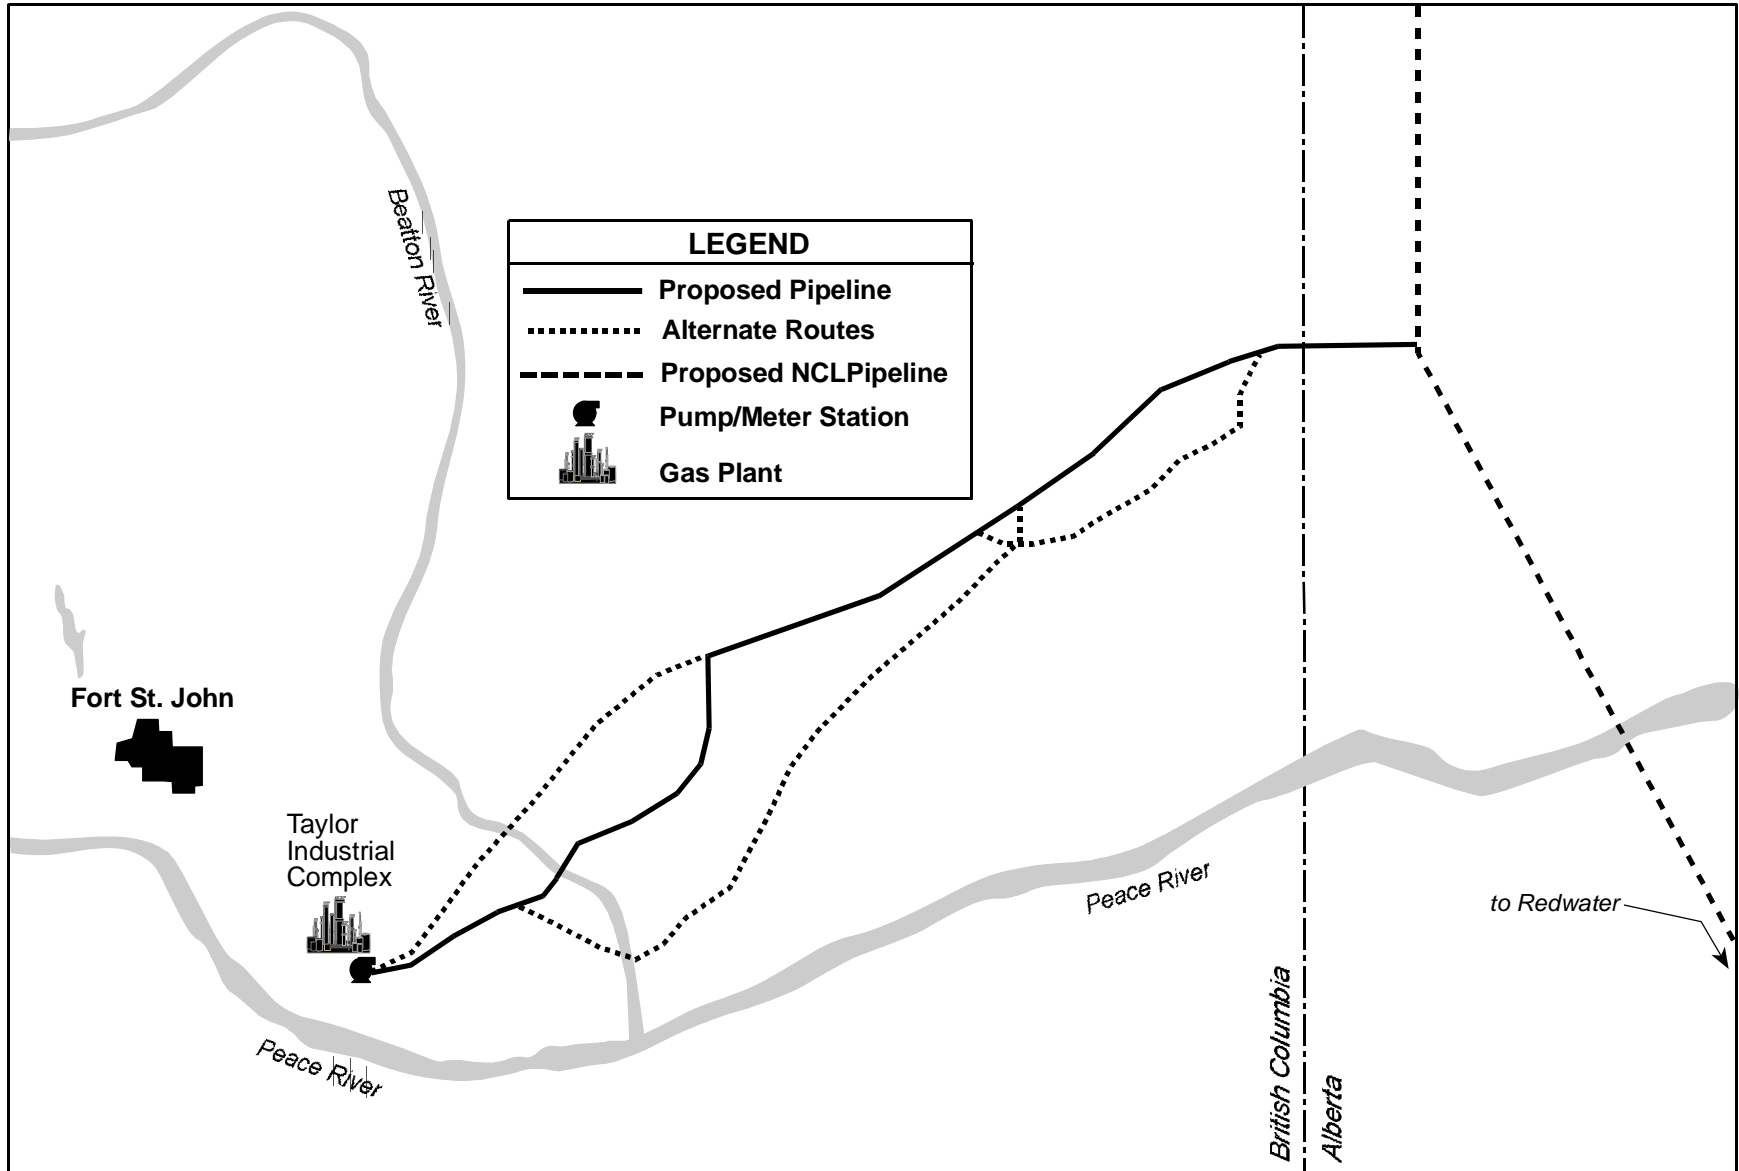 Beatton River
LEGEND
Proposed Pipeline
Alternate Routes
Proposed NCLPipeline
Pump/Meter Station
Gas Plant
Fort St. John
Taylor
Industrial
Complex
Peace River
Peace River
to Redwater
British Columbia
Alberta